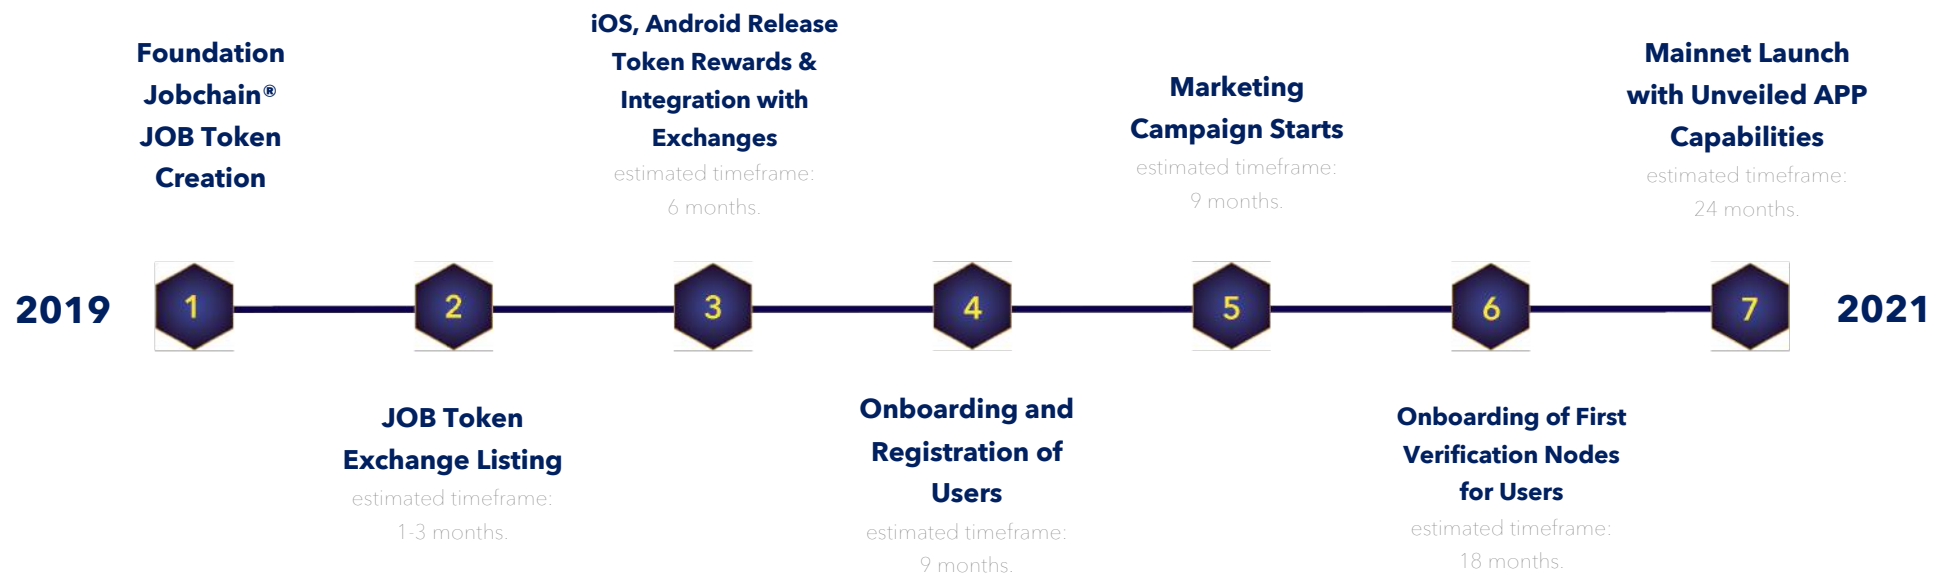 2019
Foundation
Jobchain®
JOB Token
Creation
1
2
JOB Token
Exchange Listing
estimated timeframe:
1-3 months.
iOS, Android Release
Token Rewards &
Integration with
Exchanges
estimated timeframe:
6 months.
3
4
Onboarding and
Registration of
Users
estimated timeframe:
9 months.
Marketing
Campaign Starts
estimated timeframe:
9 months.
5
6
Onboarding of First
Verification Nodes
for Users
estimated timeframe:
18 months.
Mainnet Launch
with Unveiled APP
Capabilities
estimated timeframe:
24 months.
7
2021